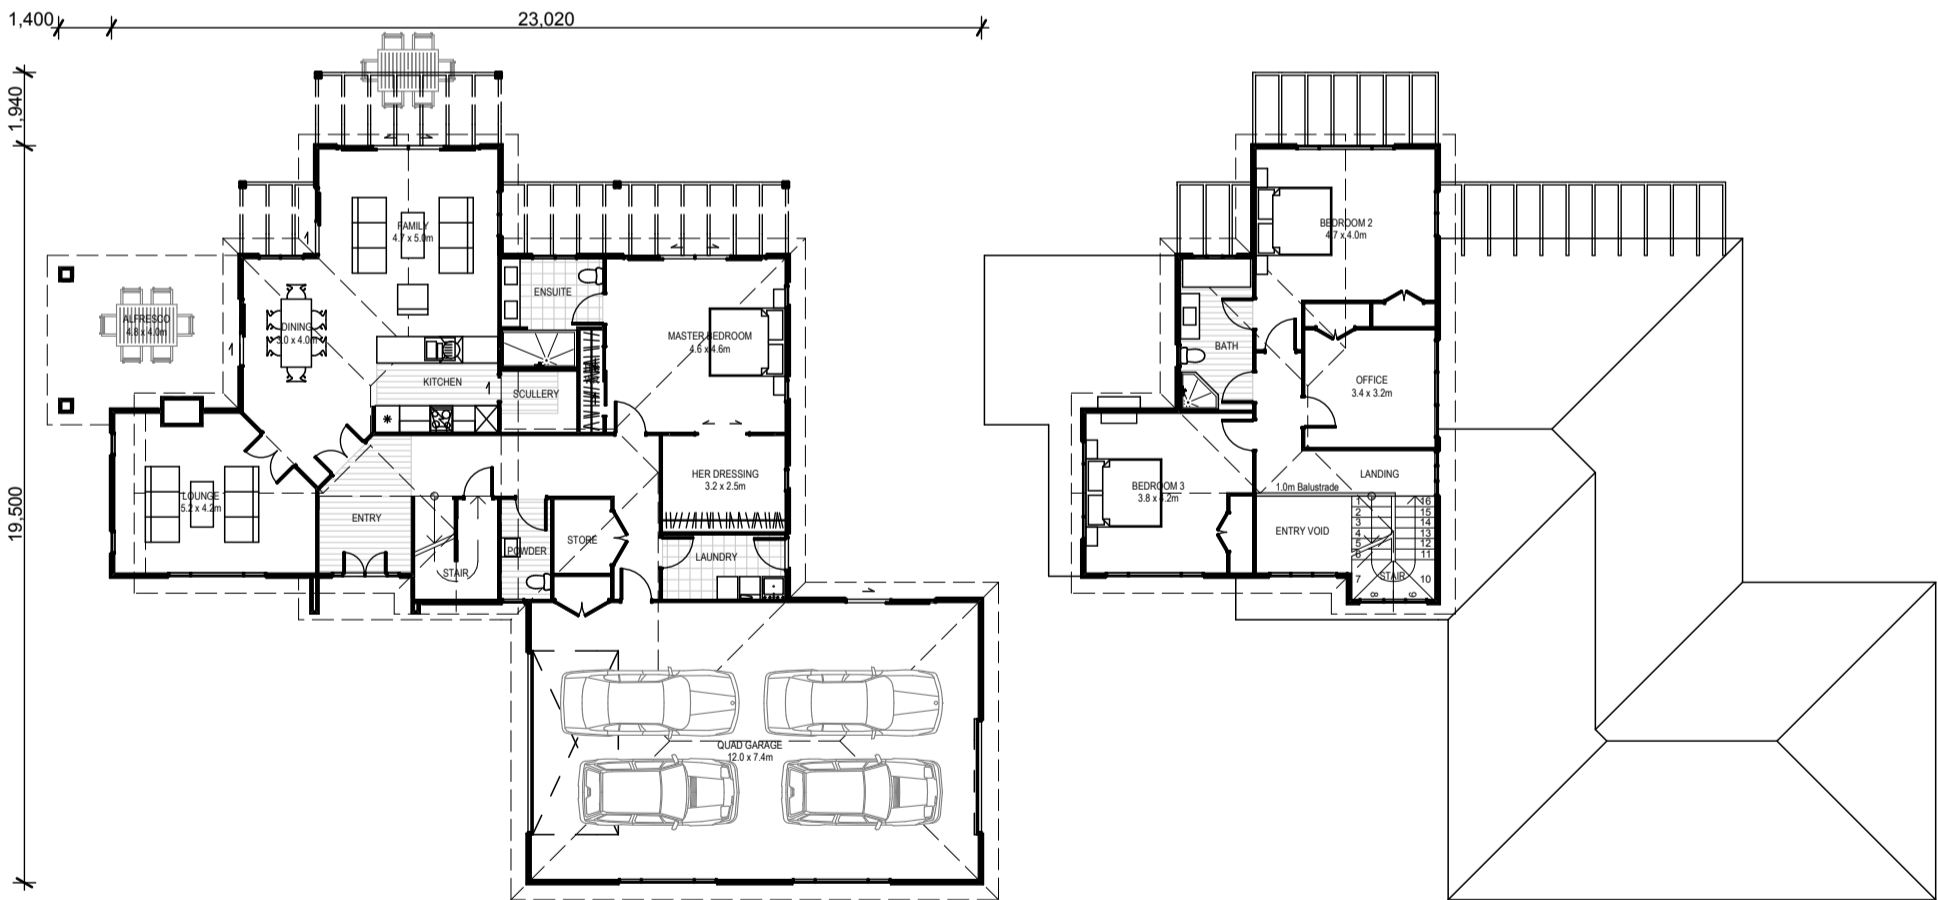 1,400
23,020
1,940
19,500
FAMILY
4.7 x 5.0m
ENSUITE
ALFRESCO
4.8 x 4.0m
DINING
3.0 x 4.0m
MASTER BEDROOM
4.6 x 4.6m
KITCHEN
SCULLERY
HER DRESSING
3.2 x 2.5m
LOUNGE
5.2 x 4.2m
ENTRY
POWDER
STORE
LAUNDRY
STAIR
QUAD GARAGE
12.0 x 7.4m
BEDROOM 2
4.7 x 4.0m
BATH
OFFICE
3.4 x 3.2m
LANDING
BEDROOM 3
3.8 x 4.2m
1.0m Balustrade
ENTRY VOID
1
2
3
4
5
6
7
8
9
10
11
12
13
14
15
16
STAIR